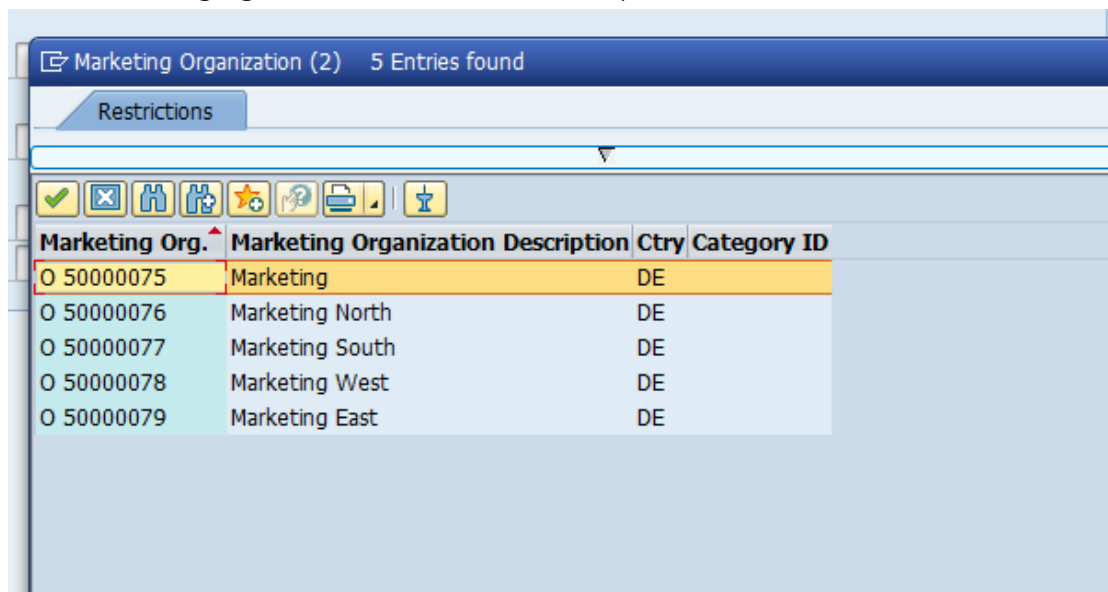 Marketing Organization (2) 5 Entries found
Restrictions
Marketing Org. Marketing Organization Description Ctry Category ID
O 50000075 Marketing DE
O 50000076 Marketing North DE
O 50000077 Marketing South DE
O 50000078 Marketing West DE
O 50000079 Marketing East DE